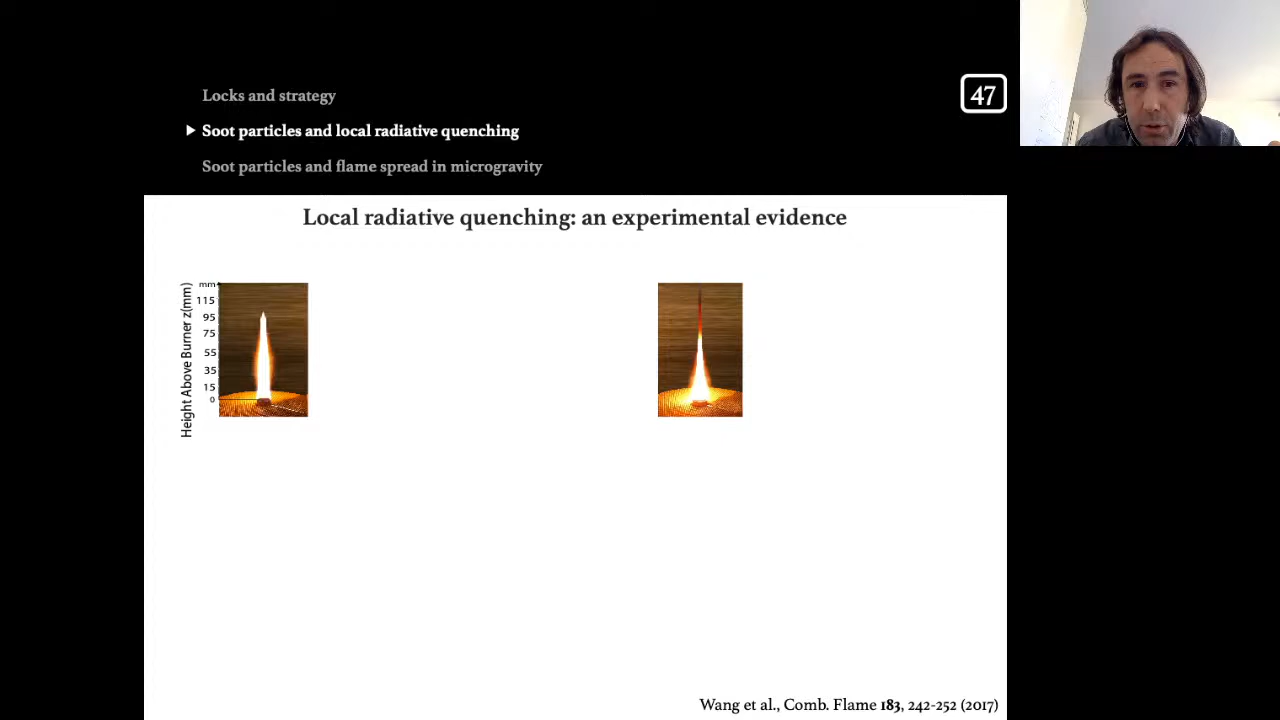 Locks and strategy
47
▶ Soot particles and local radiative quenching
Soot particles and flame spread in microgravity
Local radiative quenching: an experimental evidence
Height Above Burner z(mm)
mm
115
95
75
55
35
15
0
Wang et al., Comb. Flame 183, 242-252 (2017)